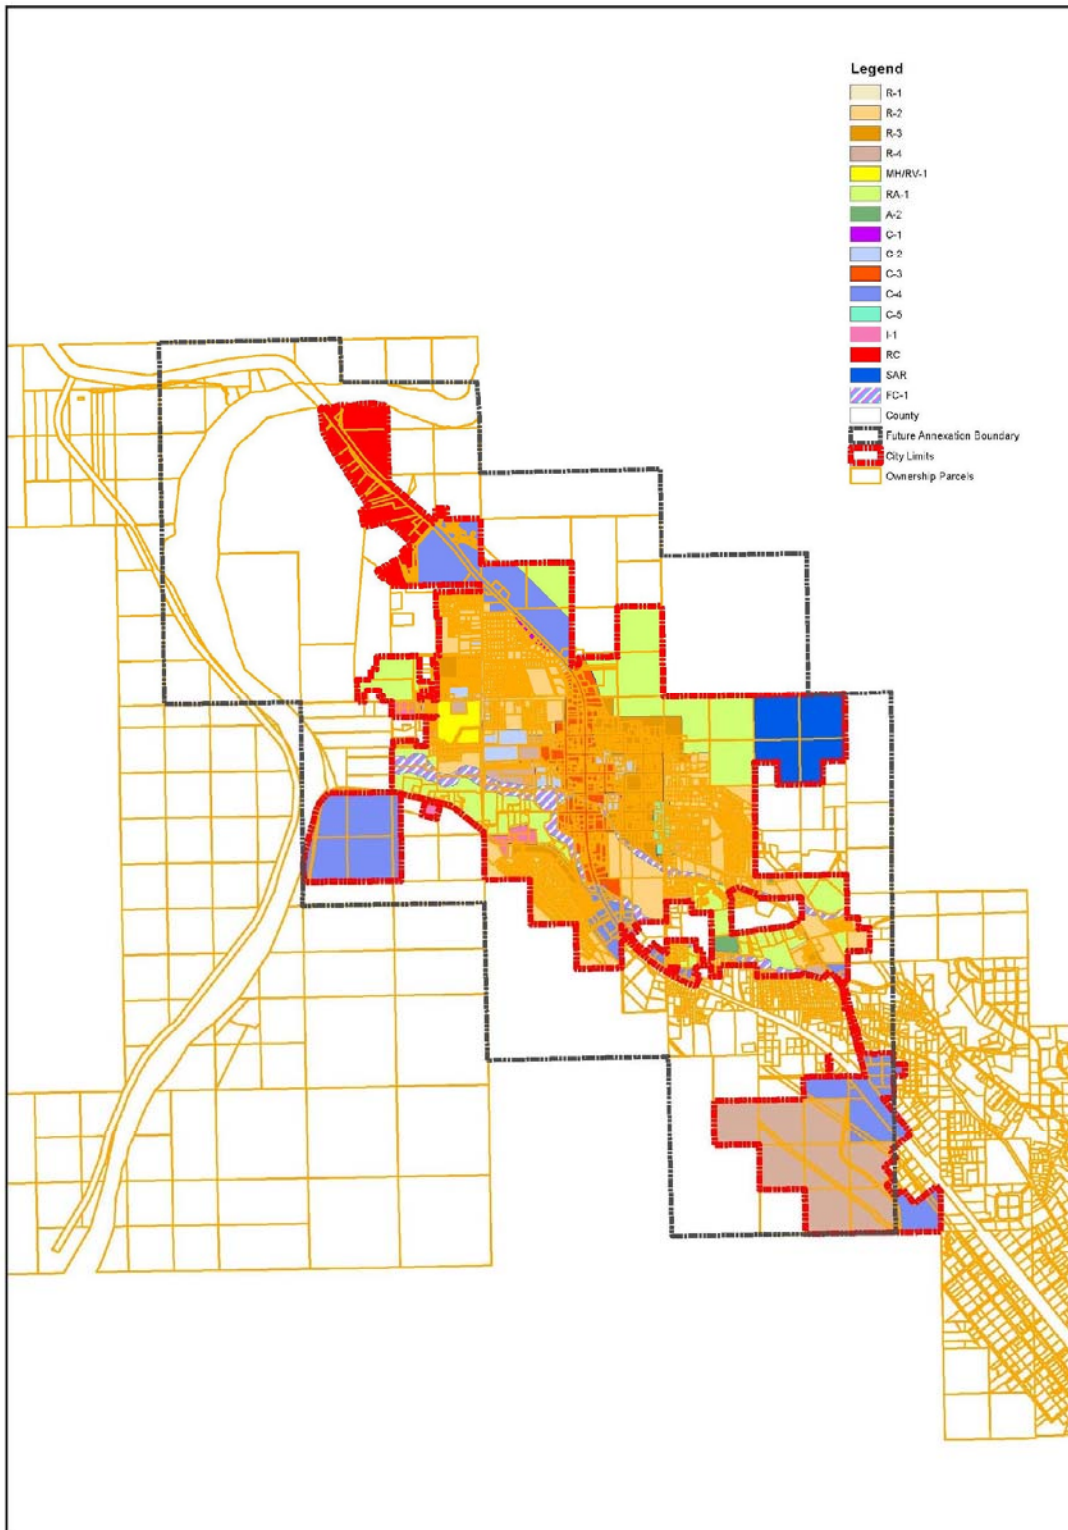 Legend
R-1
R-2
R-3
R-4
MH/RV-1
RA-1
A-2
C-1
C-2
C-3
C-4
C-5
I-1
RC
SAR
FC-1
County
Future Annexation Boundary
City Limits
Ownership Parcels